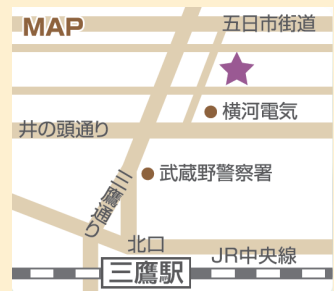 MAP
五日市街道
横河電気
井の頭通り
武蔵野警察署
三鷹通り
北口
JR中央線
三鷹駅